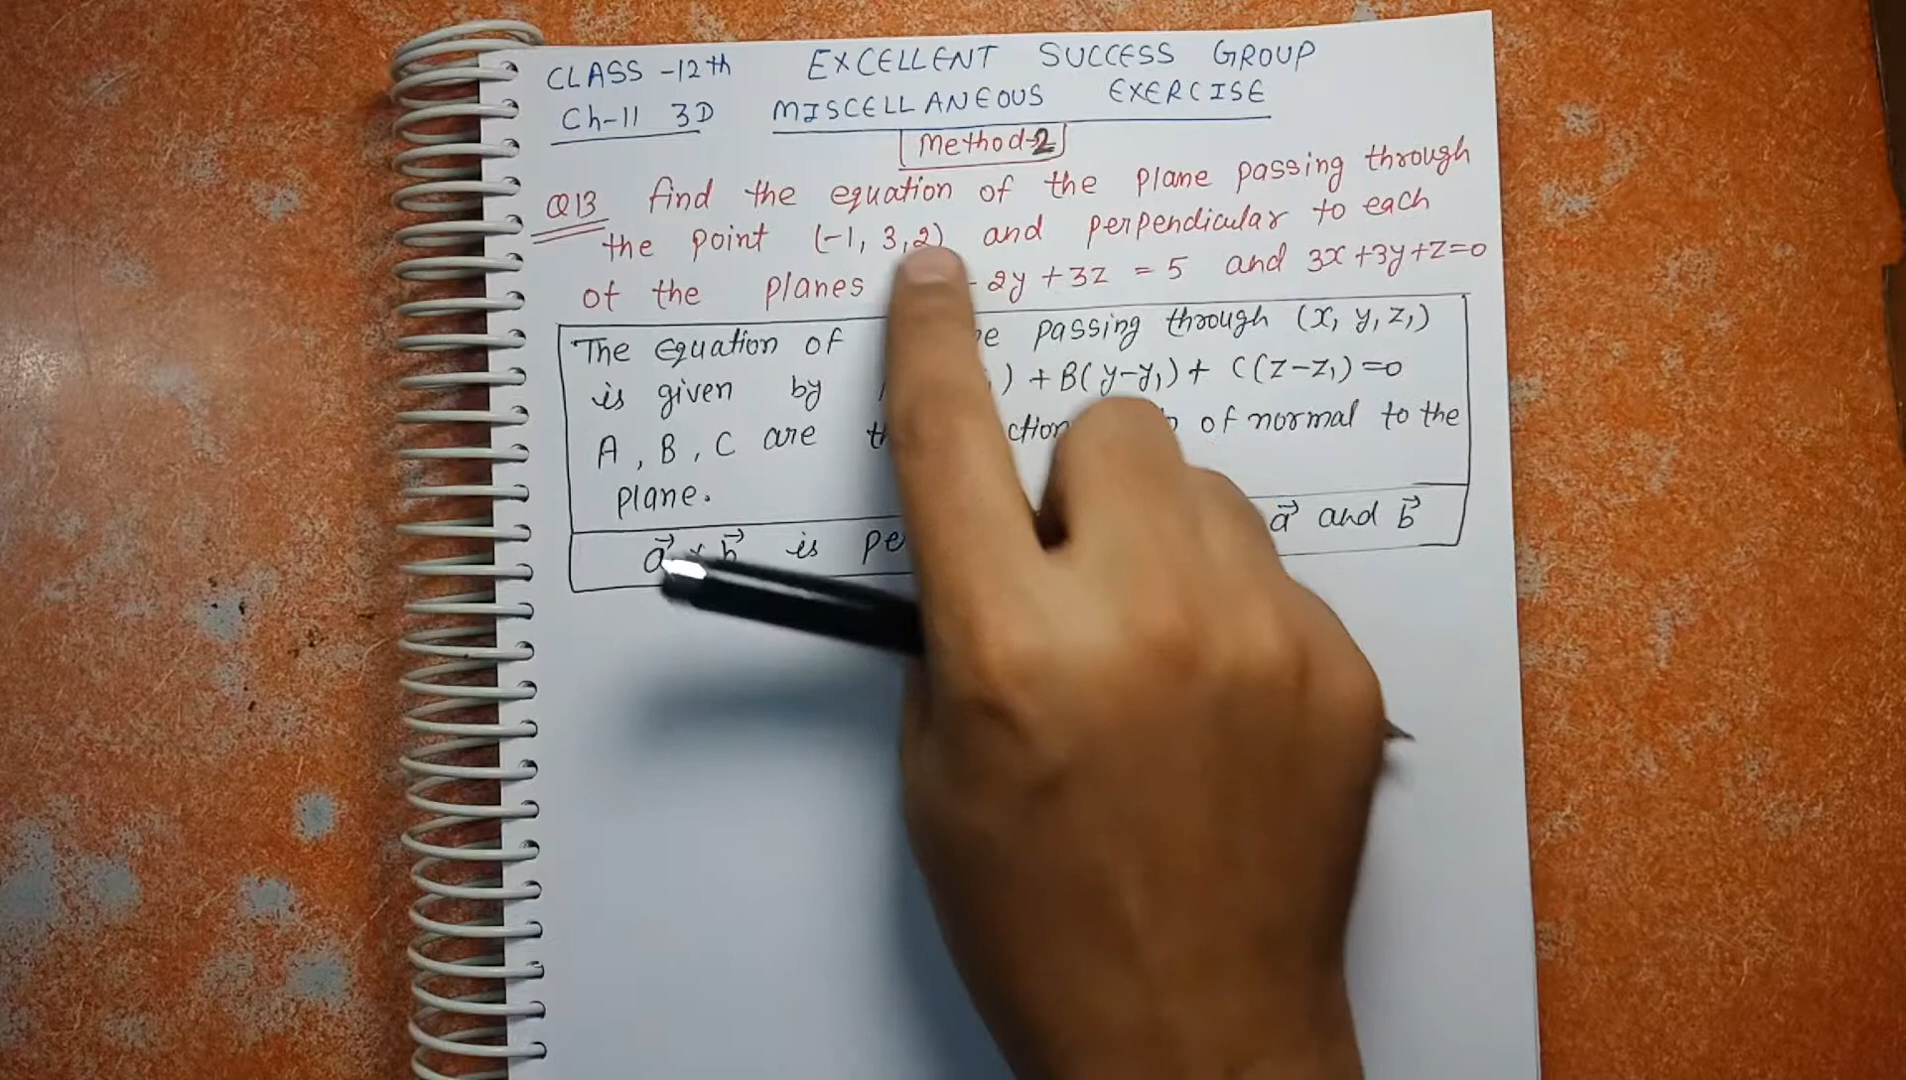 CLASS -12th EXCELLENT SUCCESS GROUP
Ch-11 3D MISCELLANEOUS EXERCISE
Method-2
Q13 find the equation of the plane passing through
the point (-1, 3, 2) and perpendicular to each
of the planes - 2y + 3z = 5 and 3x+3y+z=0
The equation of passing through (x, y, z,)
is given by ) + B(y-y₁) + C(z-z₁)=0
A, B, C are of normal to the
plane.
a⃗ × b⃗ is a⃗ and b⃗